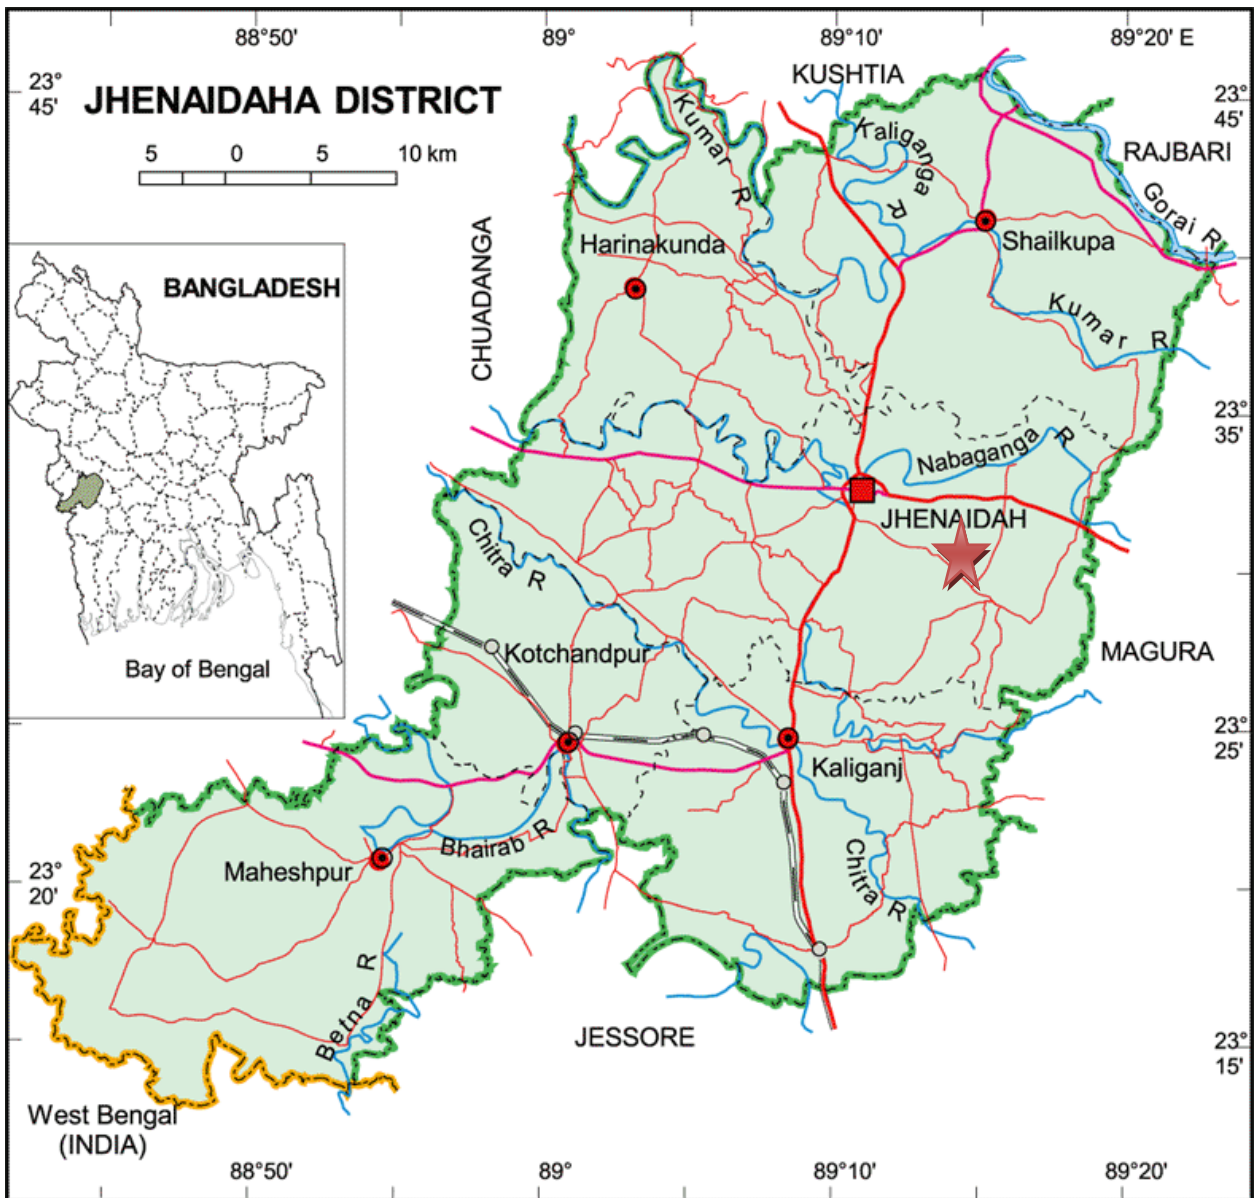 88°50'
89°
89°10'
89°20' E
23°
45'
JHENAIDAHA DISTRICT
5 0 5 10 km
KUSHTIA
23°
45'
RAJBARI
Kumar R
Kaliganga R
Gorai R
CHUADANGA
Harinakunda
Shailkupa
BANGLADESH
Kumar R
23°
35'
Nabaganga R
JHENAIDAH
Chitra R
Kotchandpur
MAGURA
Bay of Bengal
23°
25'
Kaliganj
Bhairab R
Maheshpur
Chitra R
23°
20'
Betna R
JESSORE
23°
15'
West Bengal
(INDIA)
88°50'
89°
89°10'
89°20'